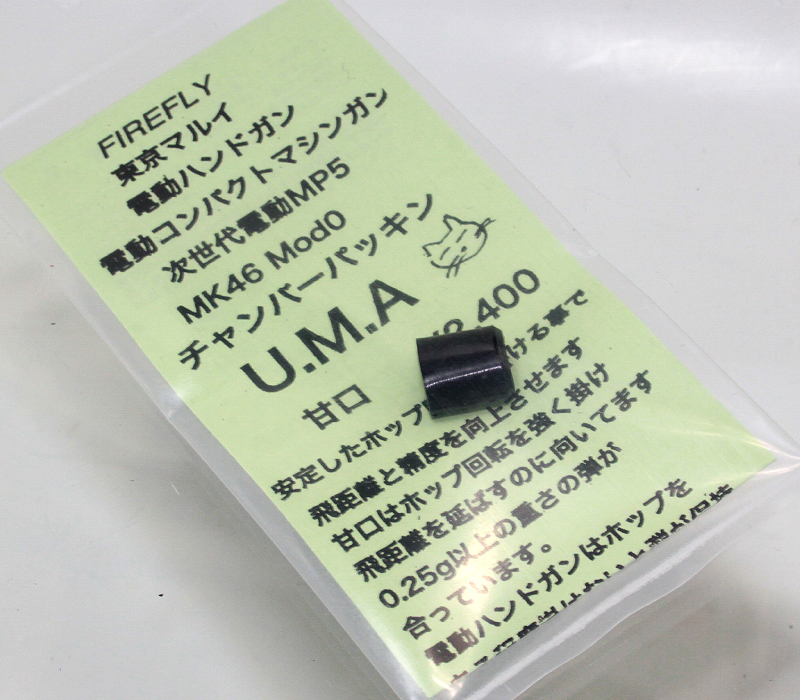 FIREFLY
東京マルイ
電動ハンドガン
電動コンパクトマシンガン
次世代電動MP5
MK46 Mod0
チャンバーパッキン
U.M.A
¥2,400
甘口
安定したホップ ける事で
飛距離と精度を向上させます
甘口はホップ回転を強く掛け
飛距離を延ばすのに向いてます
0.25g以上の重さの弾が
合っています。
電動ハンドガンはホップを